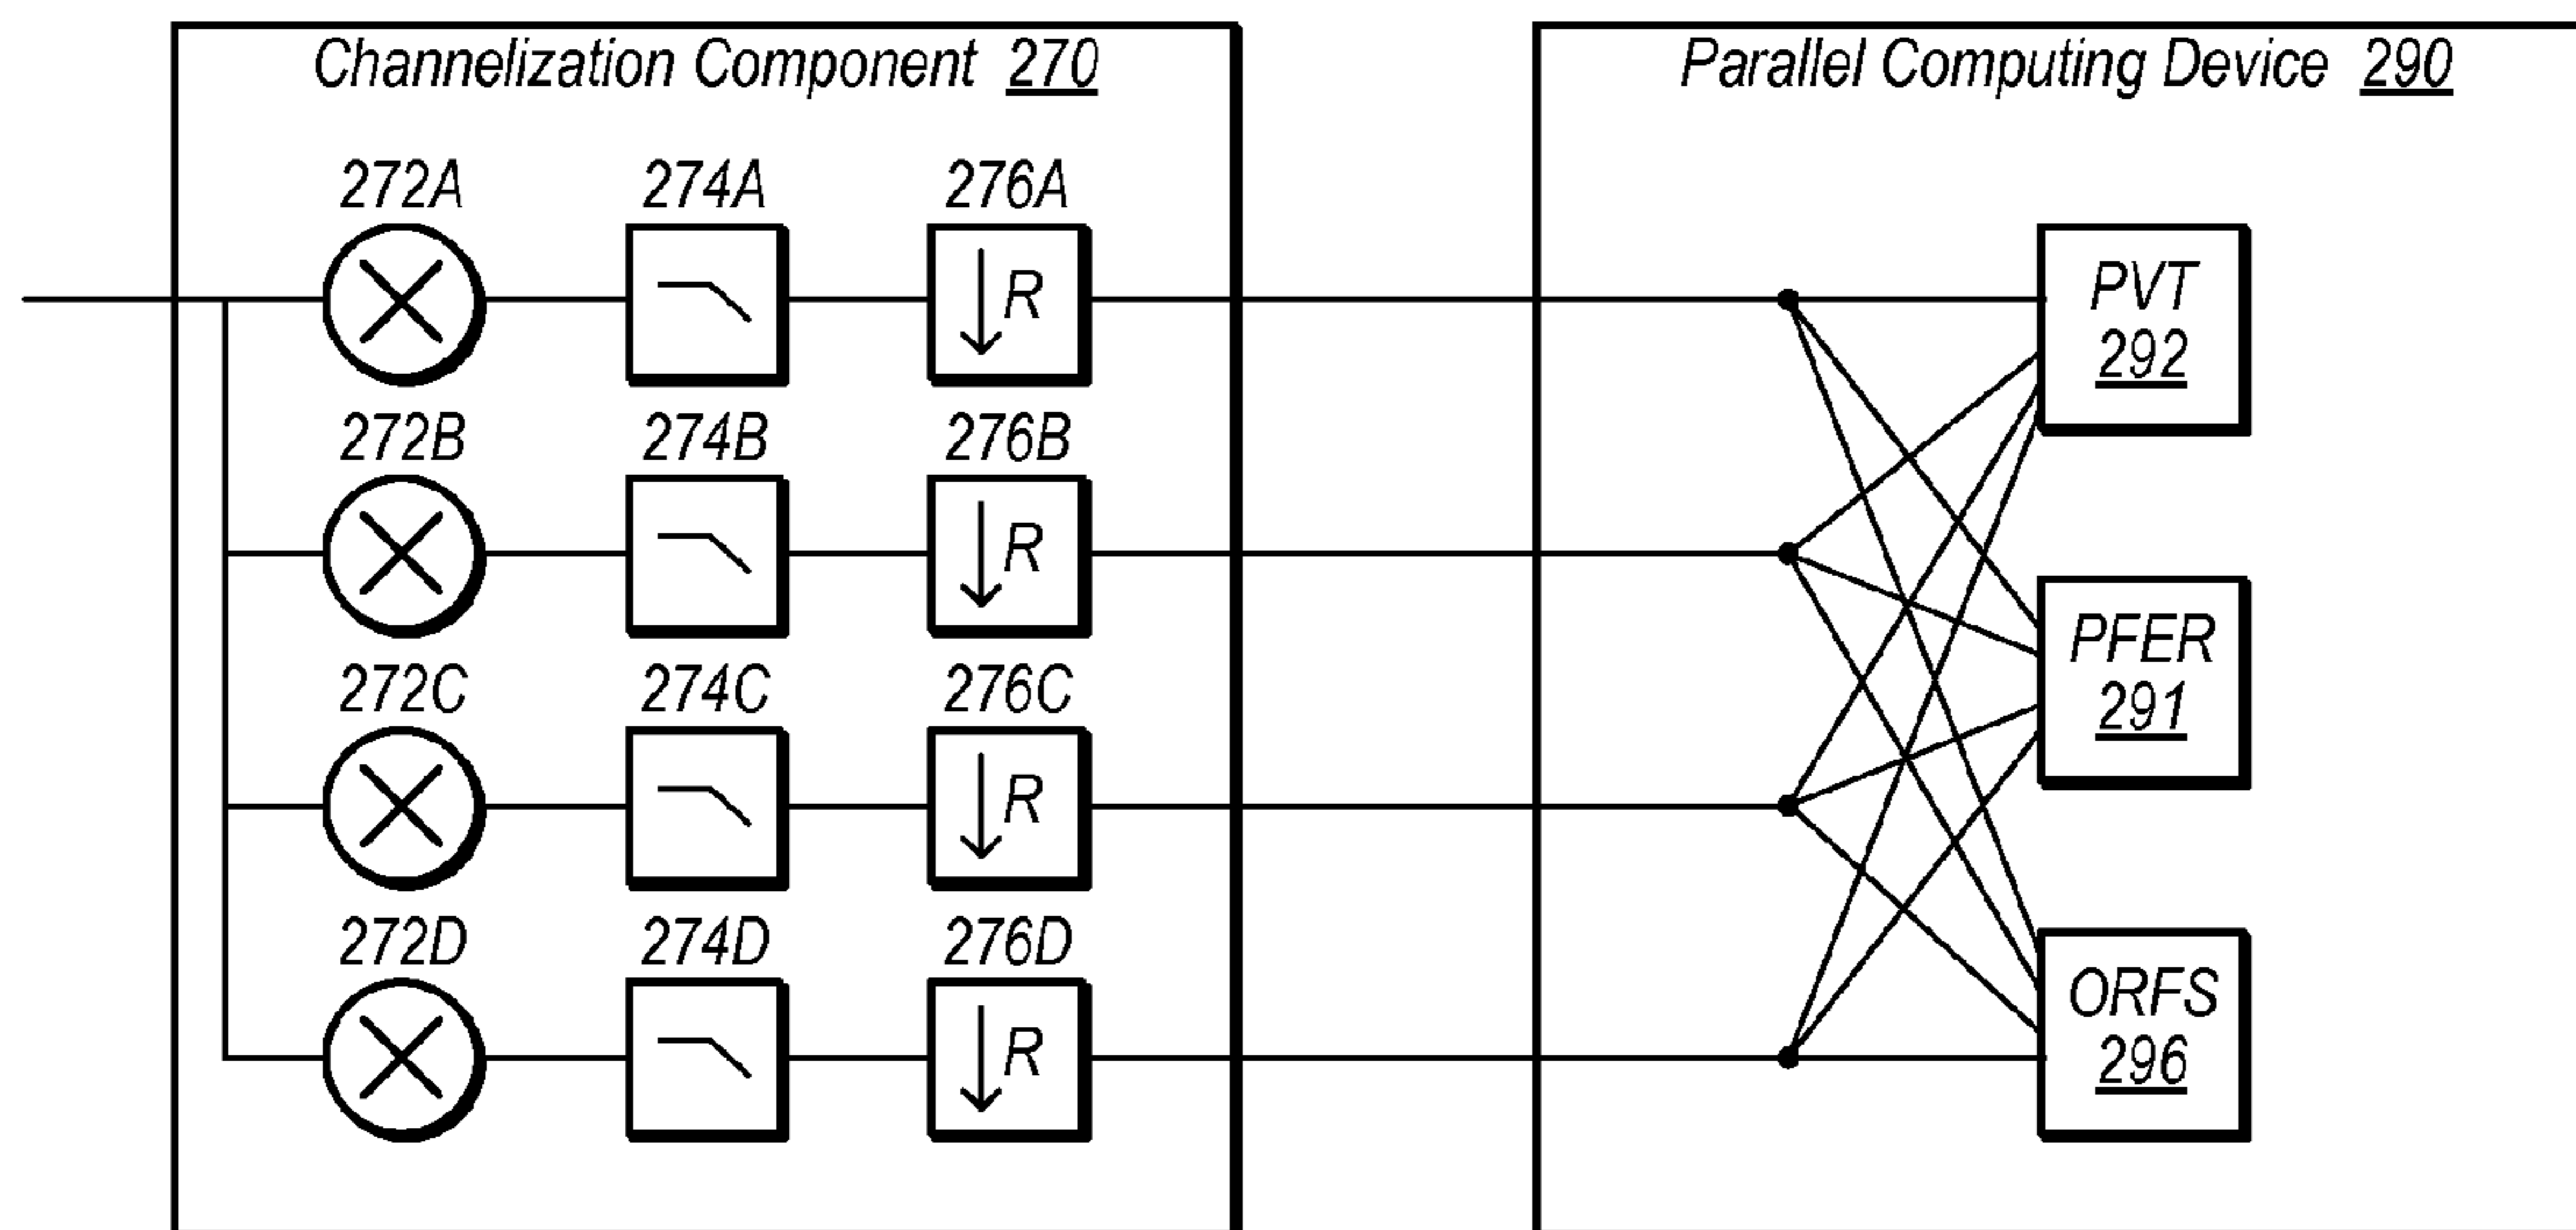 Channelization Component 270
Parallel Computing Device 290
272A 274A 276A
R
PVT
292
272B 274B 276B
R
PFER
291
272C 274C 276C
R
272D 274D 276D
R
ORFS
296